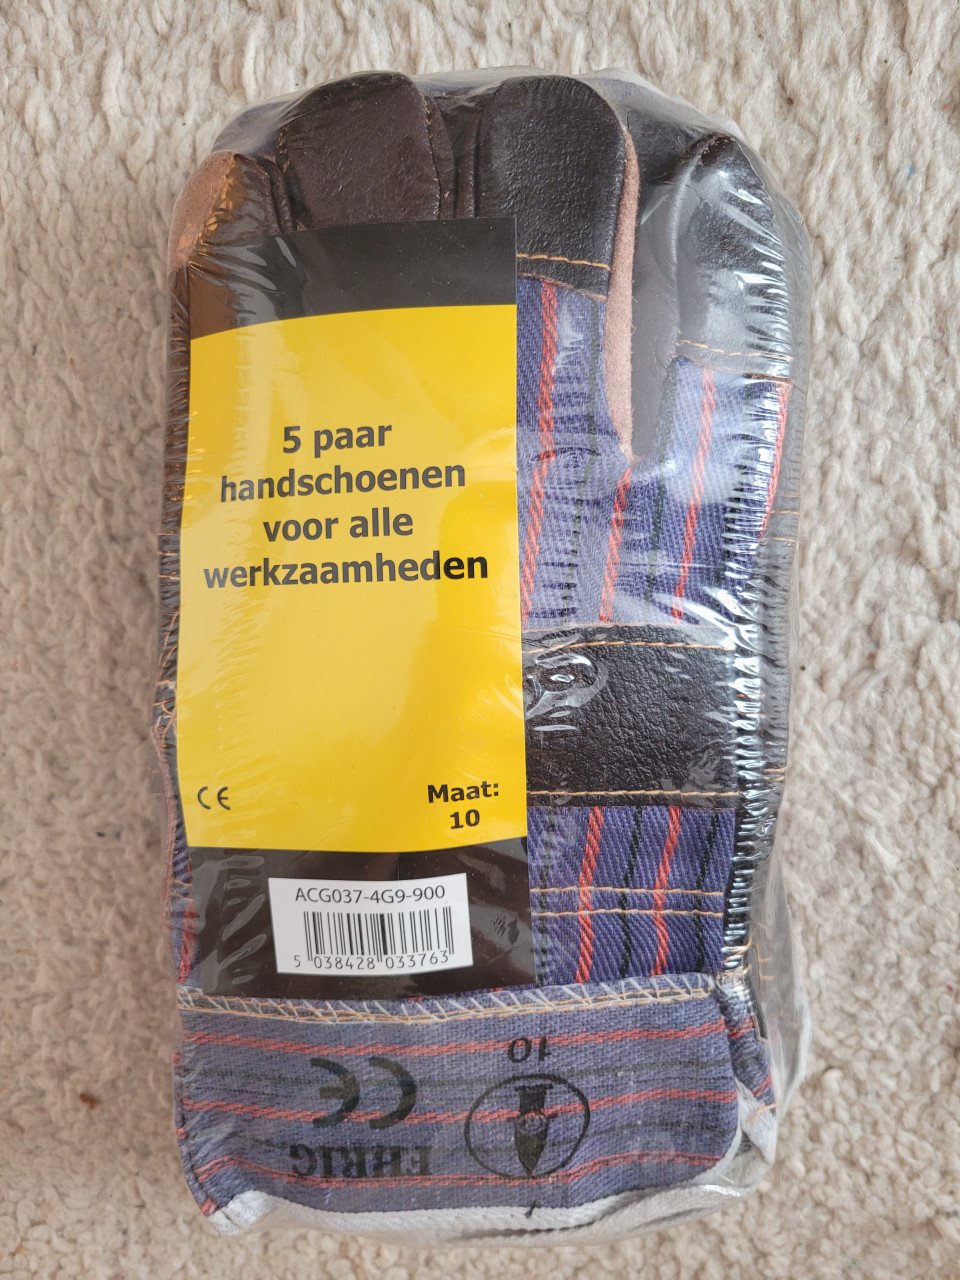 5 paar
handschoenen
voor alle
werkzaamheden
CE
Maat:
10
ACG037-4G9-900
5 038428 033763
10
CE